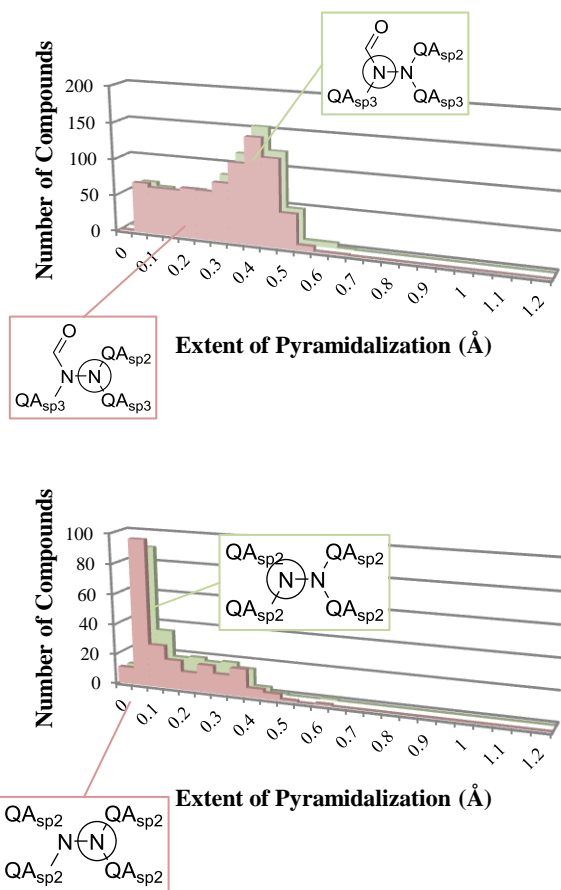 O
QAsp2
N N
QAsp3
QAsp3
Number of Compounds
200
150
100
50
0
0
0.1
0.2
0.3
0.4
0.5
0.6
0.7
0.8
0.9
1
1.1
1.2
Extent of Pyramidalization (Å)
O
QAsp2
N N
QAsp3
QAsp3
Number of Compounds
100
80
60
40
20
0
0
0.1
0.2
0.3
0.4
0.5
0.6
0.7
0.8
0.9
1
1.1
1.2
QAsp2 QAsp2
N N
QAsp2 QAsp2
Extent of Pyramidalization (Å)
QAsp2 QAsp2
N N
QAsp2 QAsp2